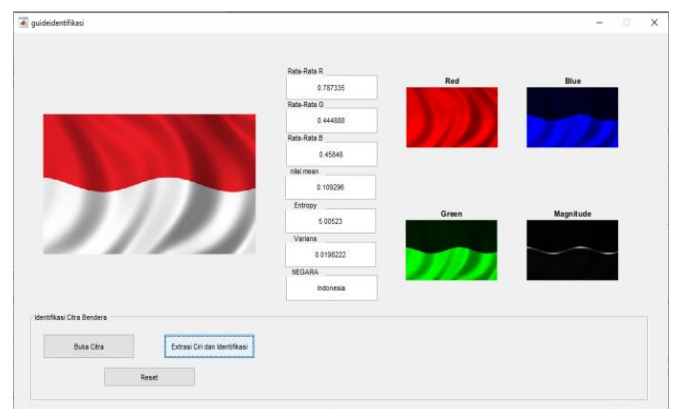 guideidentifikasi
Rata-Rata R
0.787335
Rata-Rata G
0.444888
Rata-Rata B
0.45848
nilai mean
0.109296
Entropy
5.00523
Varians
0.0198222
NEGARA
Indonesia
Red
Blue
Green
Magnitude
Identifikasi Citra Bendera
Buka Citra
Extrasi Ciri dan Identifikasi
Reset